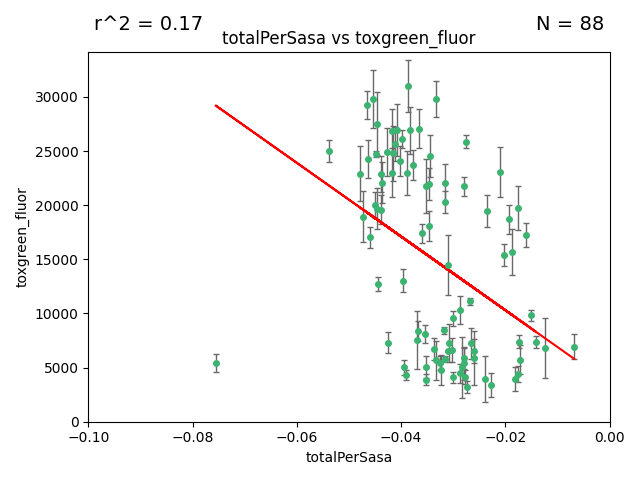 r^2 = 0.17
N = 88
totalPerSasa vs toxgreen_fluor
30000
25000
20000
15000
10000
5000
0
toxgreen_fluor
−0.10
−0.08
−0.06
−0.04
−0.02
0.00
totalPerSasa